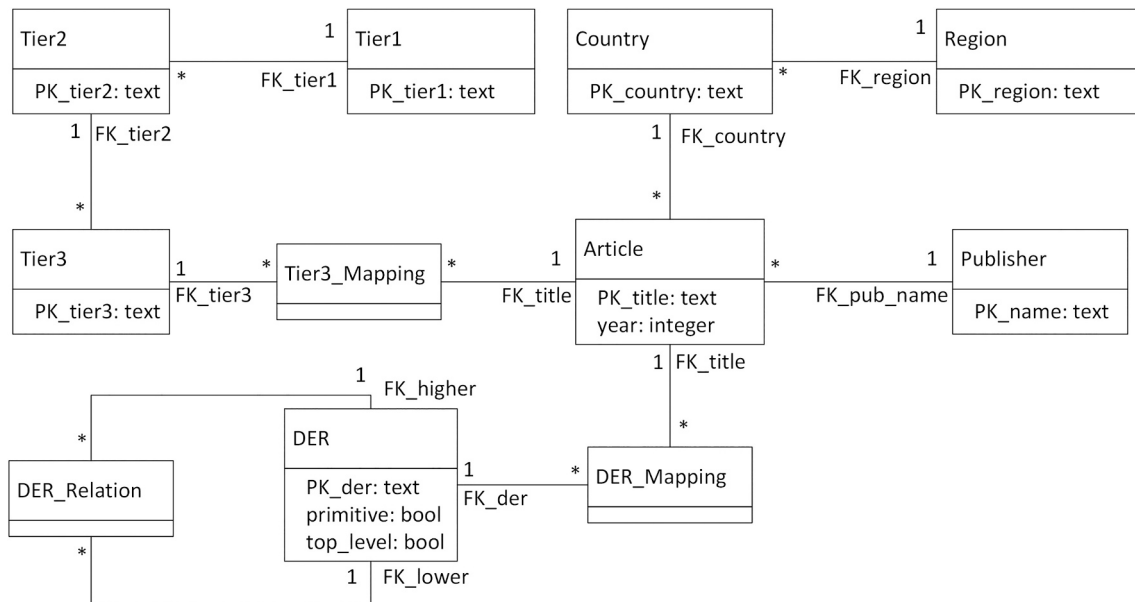 Tier2
PK_tier2: text
1
*
FK_tier1
Tier1
PK_tier1: text
Country
PK_country: text
1
*
FK_region
Region
PK_region: text
1
FK_tier2
*
1
FK_country
*
Tier3
PK_tier3: text
1
FK_tier3
*
Tier3_Mapping
*
1
FK_title
Article
PK_title: text
year: integer
*
1
FK_pub_name
Publisher
PK_name: text
1
FK_title
*
1
FK_higher
*
DER_Relation
*
DER
PK_der: text
primitive: bool
top_level: bool
1
FK_der
*
DER_Mapping
1
FK_lower